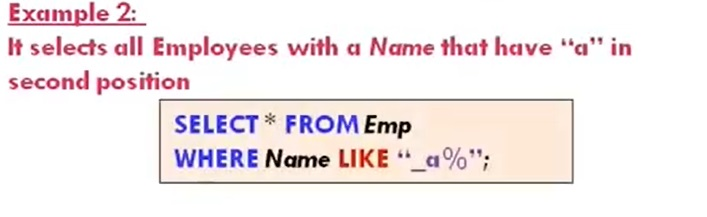 Example 2:
It selects all Employees with a Name that have “a” in
second position
SELECT * FROM Emp
WHERE Name LIKE “_a%”;